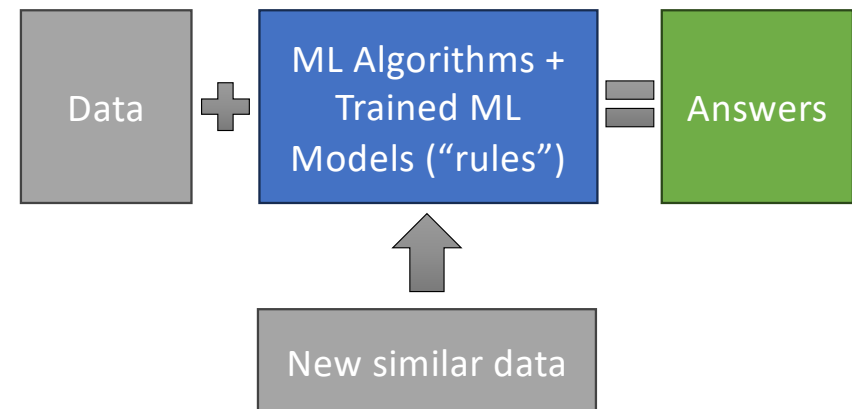 Data
ML Algorithms +
Trained ML
Models (“rules”)
Answers
New similar data